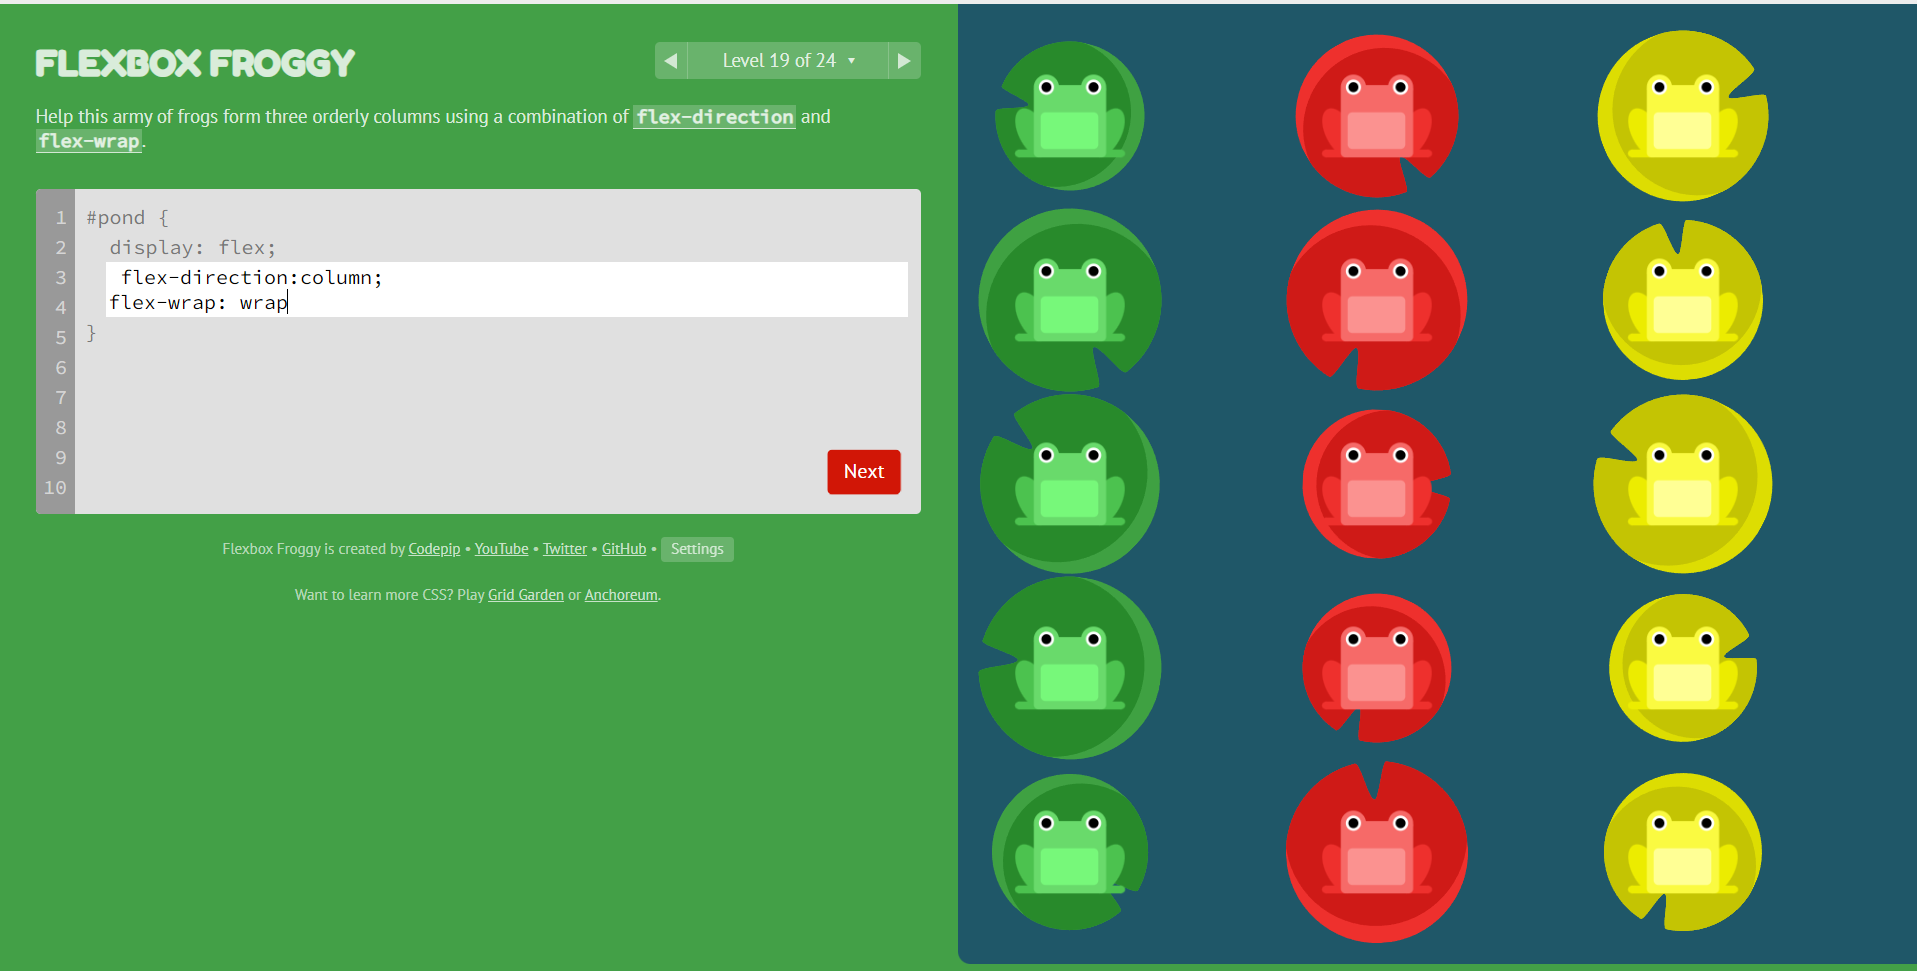 FLEXBOX FROGGY
◀ Level 19 of 24 ▾ ▶
Help this army of frogs form three orderly columns using a combination of flex-direction and
flex-wrap.
1 #pond {
2 display: flex;
3 flex-direction:column;
4 flex-wrap: wrap
5 }
6
7
8
9
10
Next
Flexbox Froggy is created by Codepip • YouTube • Twitter • GitHub • Settings
Want to learn more CSS? Play Grid Garden or Anchoreum.